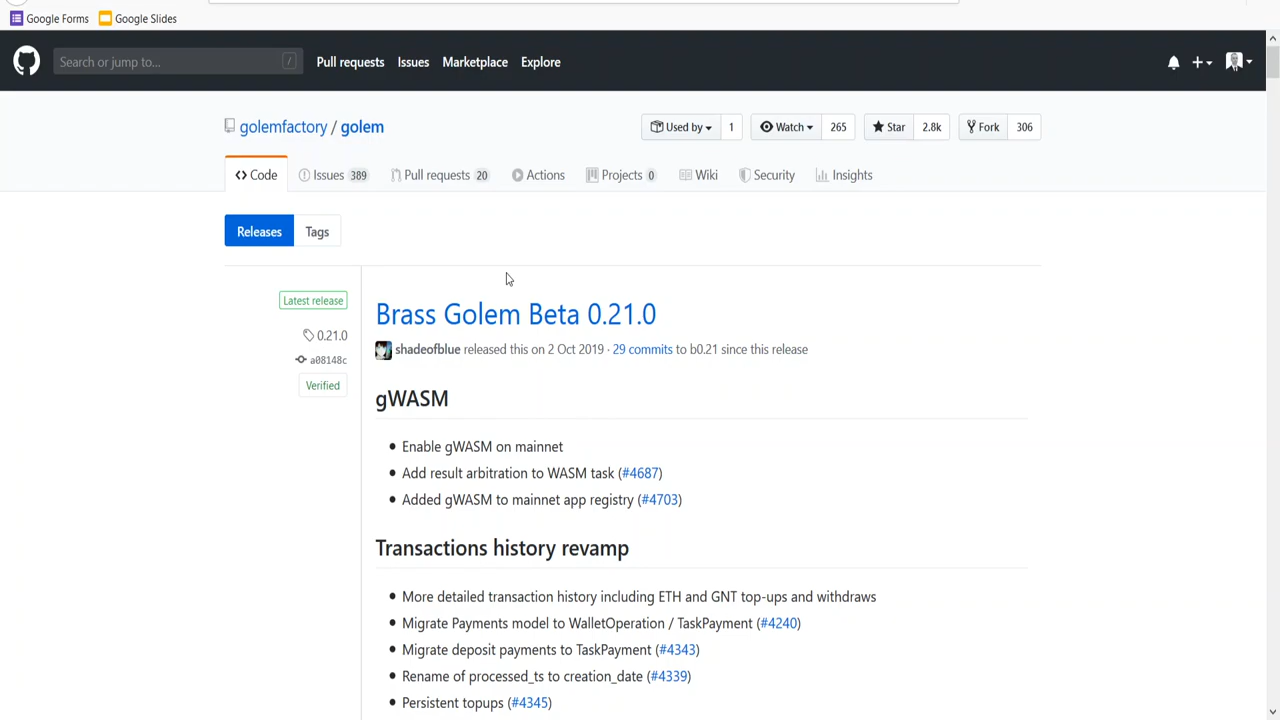 Google Forms Google Slides
Search or jump to... / Pull requests Issues Marketplace Explore
golemfactory / golem Used by 1 Watch 265 Star 2.8k Fork 306
Code Issues 389 Pull requests 20 Actions Projects 0 Wiki Security Insights
Releases Tags
Latest release
0.21.0
a08148c
Verified
Brass Golem Beta 0.21.0
shadeofblue released this on 2 Oct 2019 · 29 commits to b0.21 since this release
gWASM
• Enable gWASM on mainnet
• Add result arbitration to WASM task (#4687)
• Added gWASM to mainnet app registry (#4703)
Transactions history revamp
• More detailed transaction history including ETH and GNT top-ups and withdraws
• Migrate Payments model to WalletOperation / TaskPayment (#4240)
• Migrate deposit payments to TaskPayment (#4343)
• Rename of processed_ts to creation_date (#4339)
• Persistent topups (#4345)